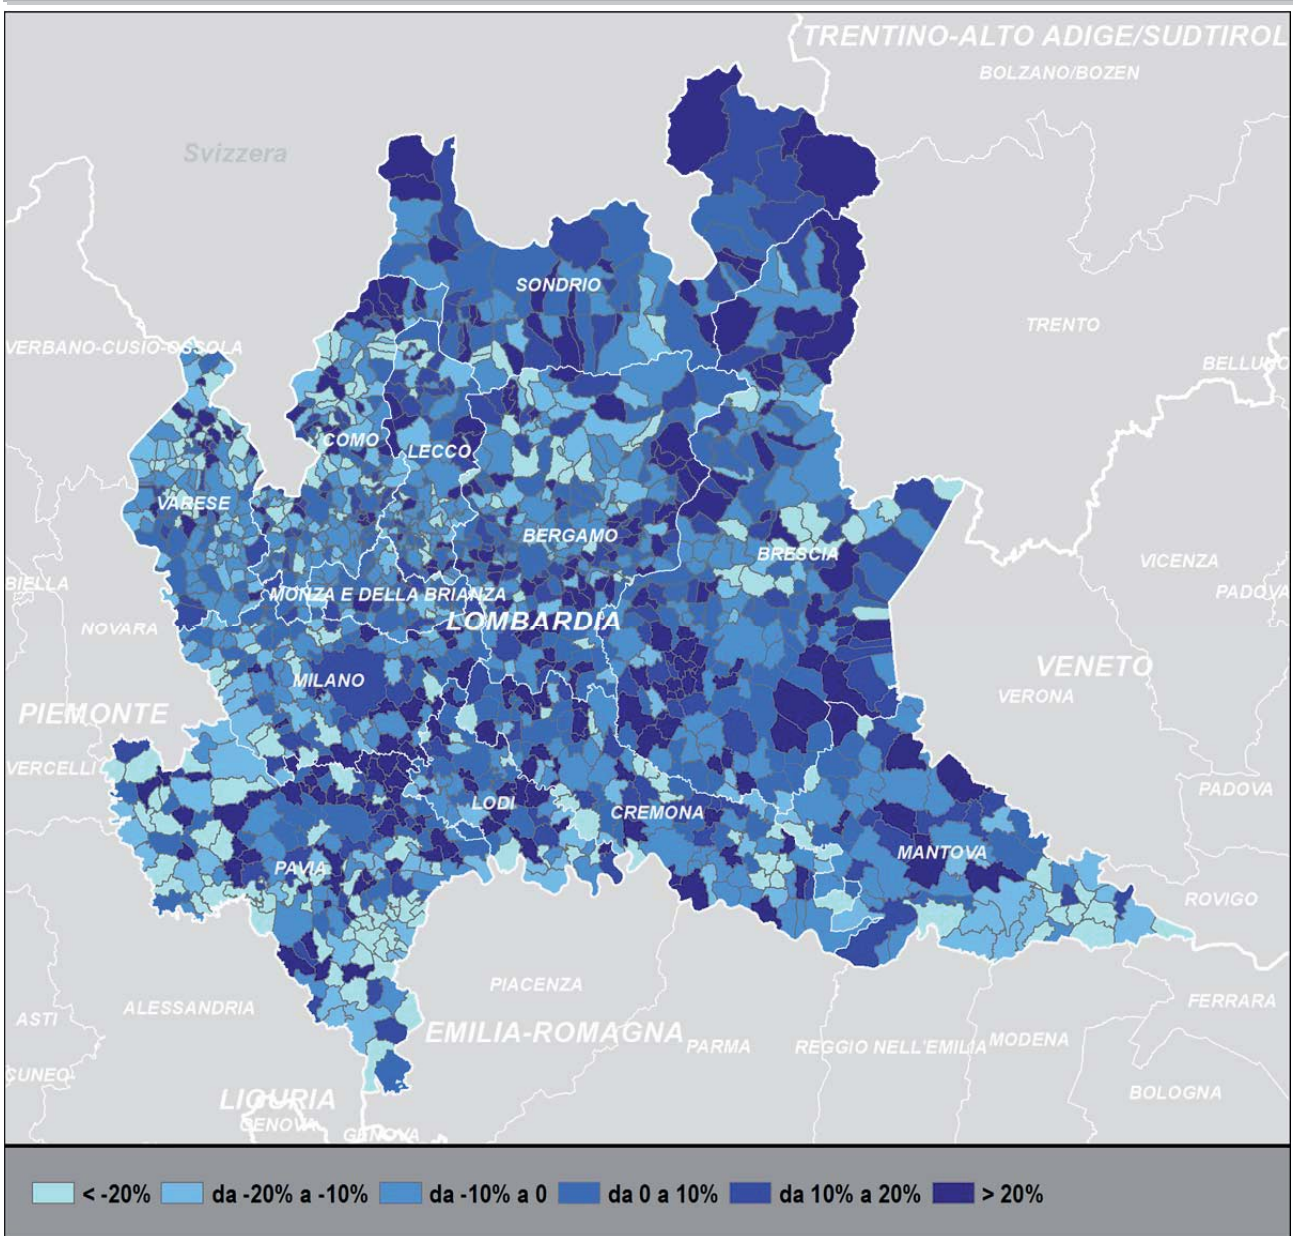 TRENTINO-ALTO ADIGE/SUDTIROL
BOLZANO/BOZEN
Svizzera
SONDRIO
TRENTO
VERBANO-CUSIO-OSSOLA
BELLUNO
COMO
LECCO
VARESE
BERGAMO
BRESCIA
VICENZA
BIELLA
MONZA E DELLA BRIANZA
PADOVA
NOVARA
LOMBARDIA
VENETO
MILANO
VERONA
PIEMONTE
VERCELLI
PADOVA
LODI
CREMONA
MANTOVA
PAVIA
ROVIGO
PIACENZA
FERRARA
ALESSANDRIA
ASTI
EMILIA-ROMAGNA
PARMA
REGGIO NELL'EMILIA
MODENA
CUNEO
BOLOGNA
LIGURIA
GENOVA
GENOVA
< -20% da -20% a -10% da -10% a 0 da 0 a 10% da 10% a 20% > 20%